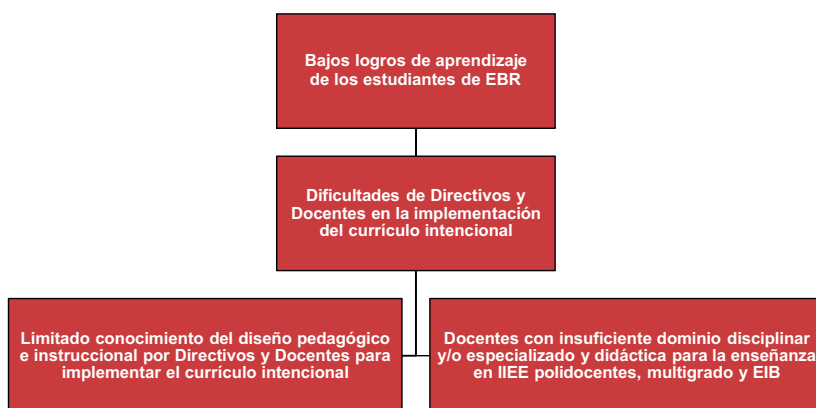 Bajos logros de aprendizaje
de los estudiantes de EBR
Dificultades de Directivos y
Docentes en la implementación
del currículo intencional
Limitado conocimiento del diseño pedagógico
e instruccional por Directivos y Docentes para
implementar el currículo intencional
Docentes con insuficiente dominio disciplinar
y/o especializado y didáctica para la enseñanza
en IIEE polidocentes, multigrado y EIB